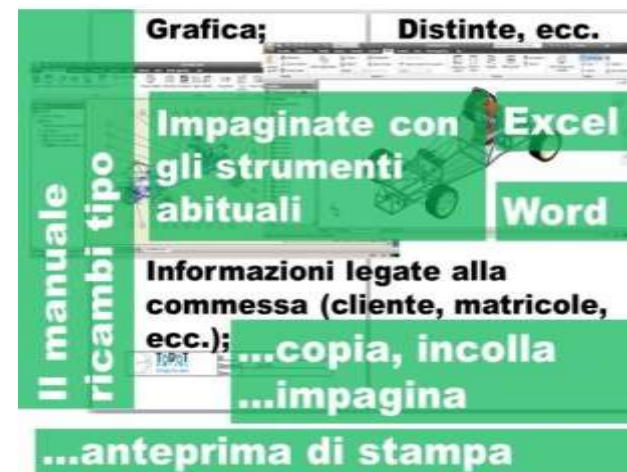 Grafica;
Distinte, ecc.
Impaginate con
gli strumenti
abituali
Excel
Word
Il manuale
ricambi tipo
Informazioni legate alla
commessa (cliente, matricole,
ecc.);
...copia, incolla
...impagina
...anteprima di stampa